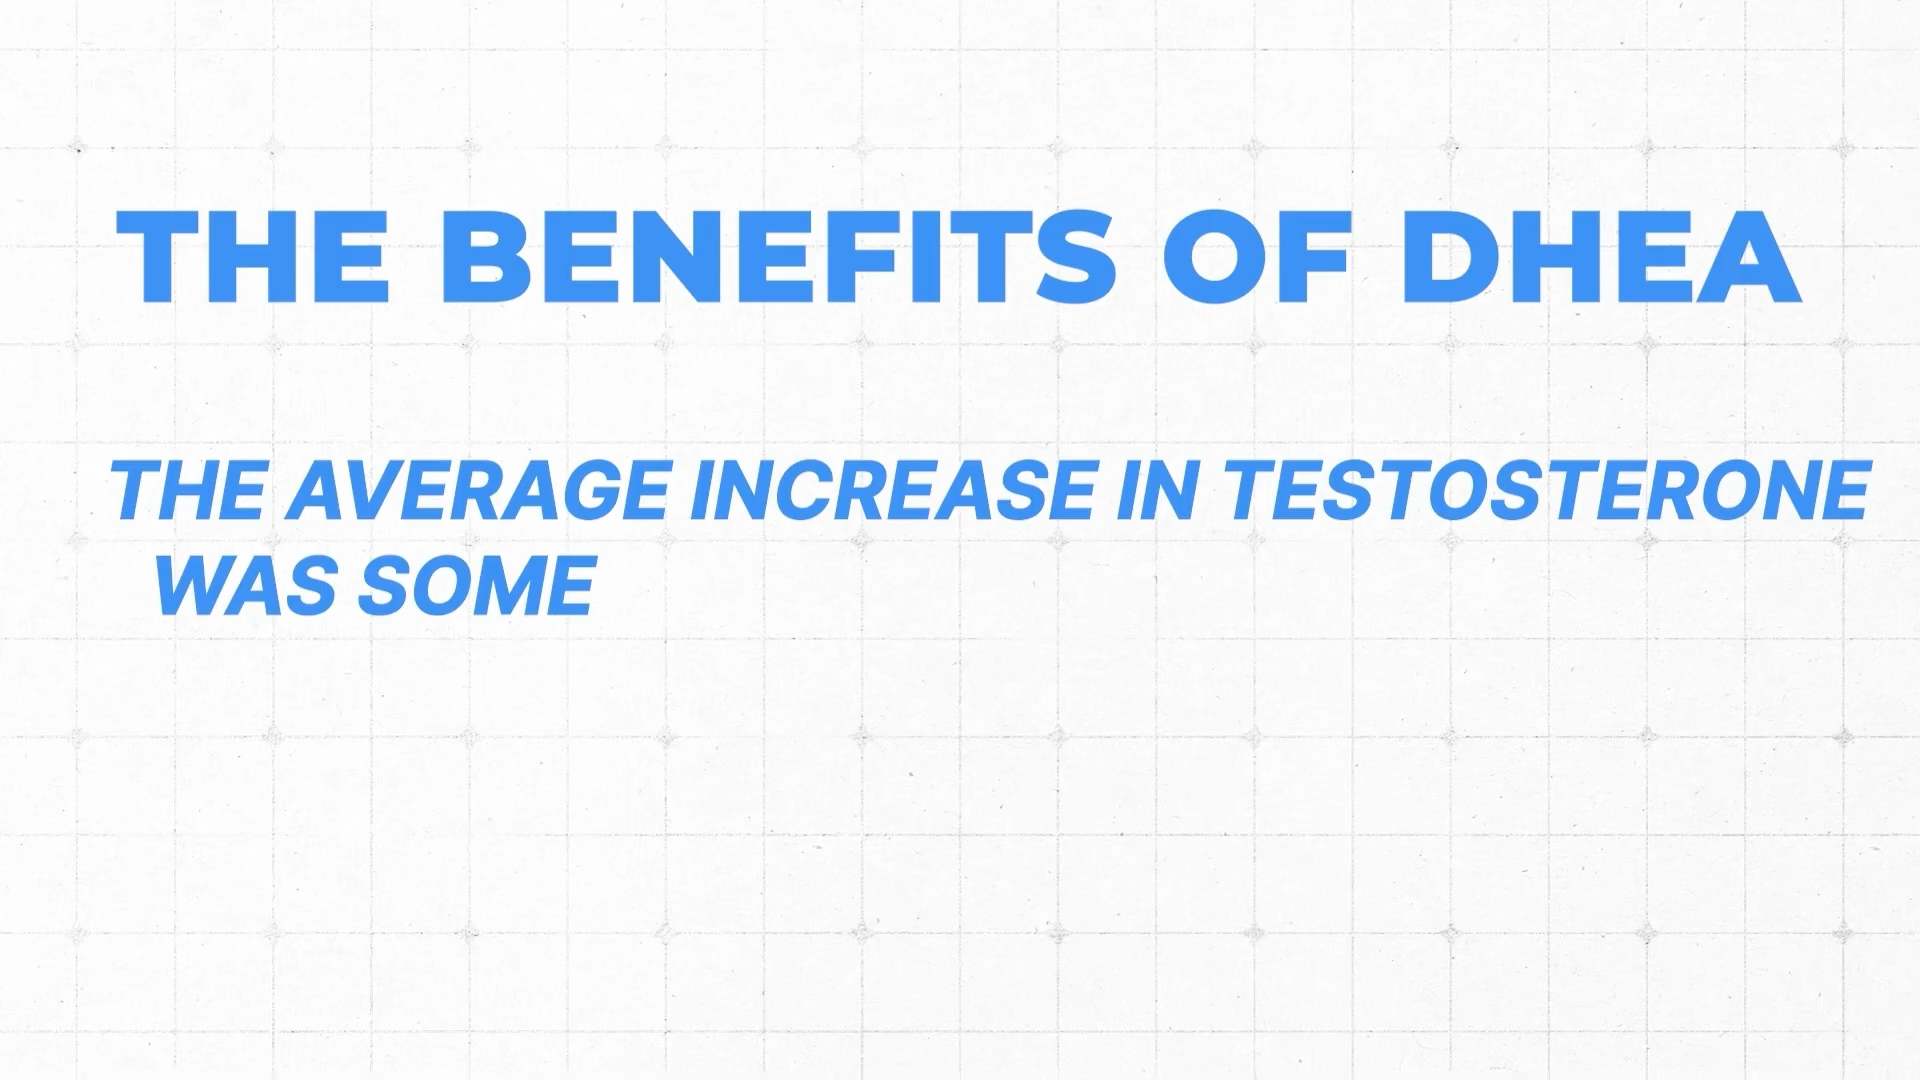 THE BENEFITS OF DHEA
THE AVERAGE INCREASE IN TESTOSTERONE
WAS SOME